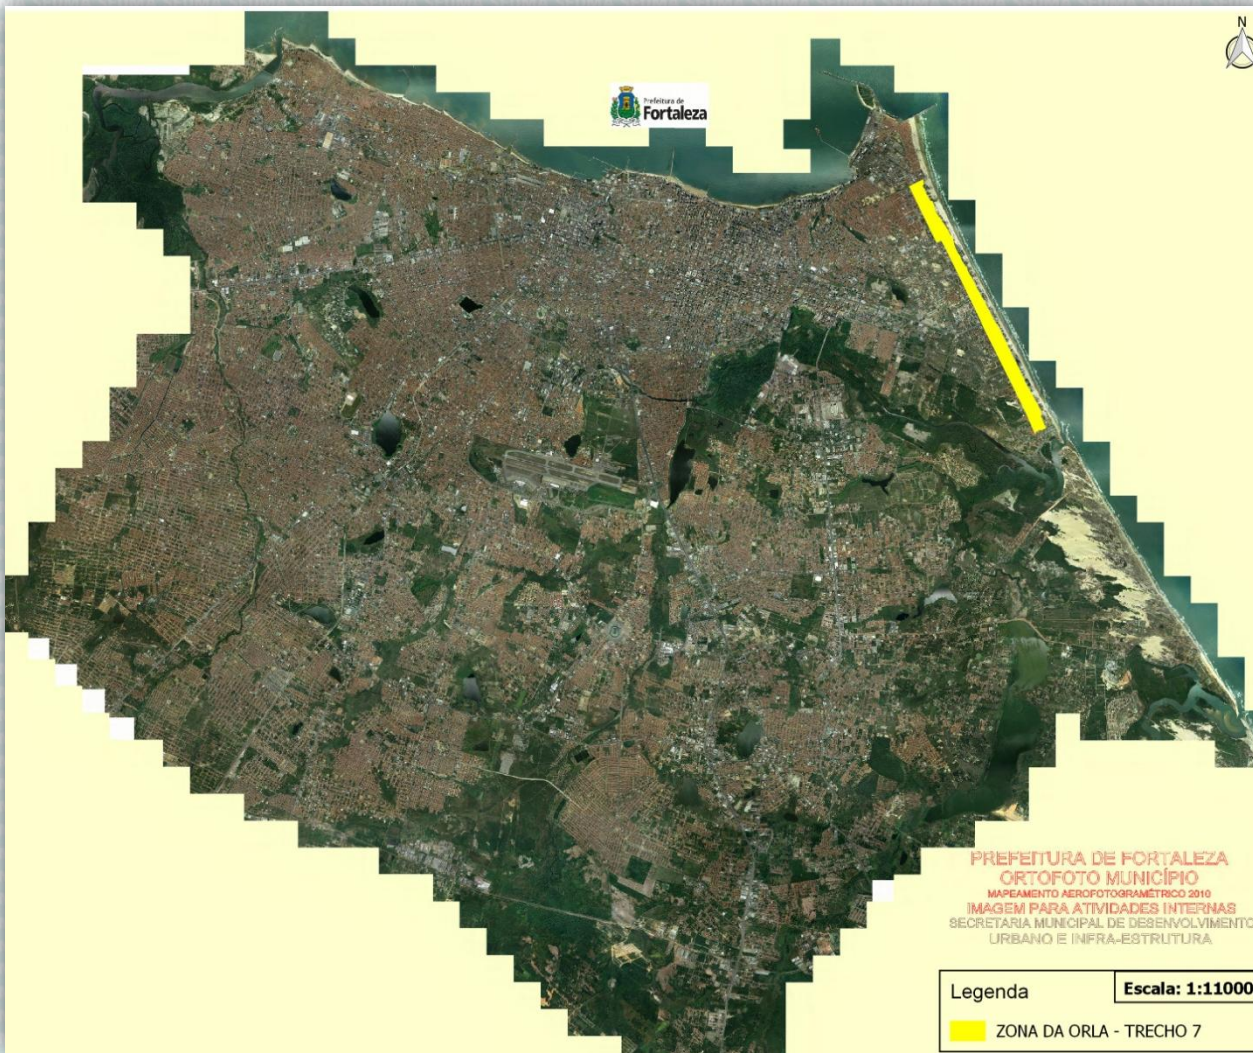 N
Prefeitura de
Fortaleza
PREFEITURA DE FORTALEZA
ORTOFOTO MUNICÍPIO
MAPEAMENTO AEROFOTOGRAMÉTRICO 2010
IMAGEM PARA ATIVIDADES INTERNAS
SECRETARIA MUNICIPAL DE DESENVOLVIMENTO
URBANO E INFRA-ESTRUTURA
Legenda
Escala: 1:11000
ZONA DA ORLA - TRECHO 7